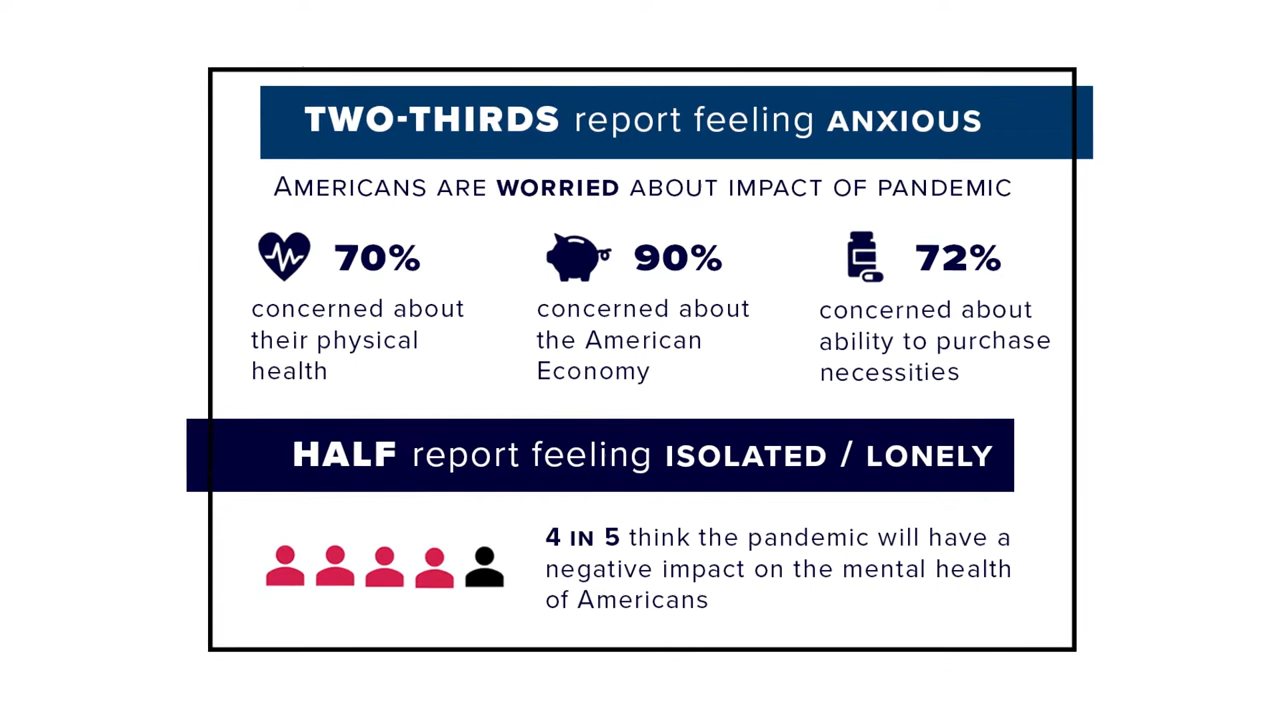 TWO-THIRDS report feeling ANXIOUS
AMERICANS ARE WORRIED ABOUT IMPACT OF PANDEMIC
70%
concerned about
their physical
health
90%
concerned about
the American
Economy
72%
concerned about
ability to purchase
necessities
HALF report feeling ISOLATED / LONELY
4 IN 5 think the pandemic will have a
negative impact on the mental health
of Americans